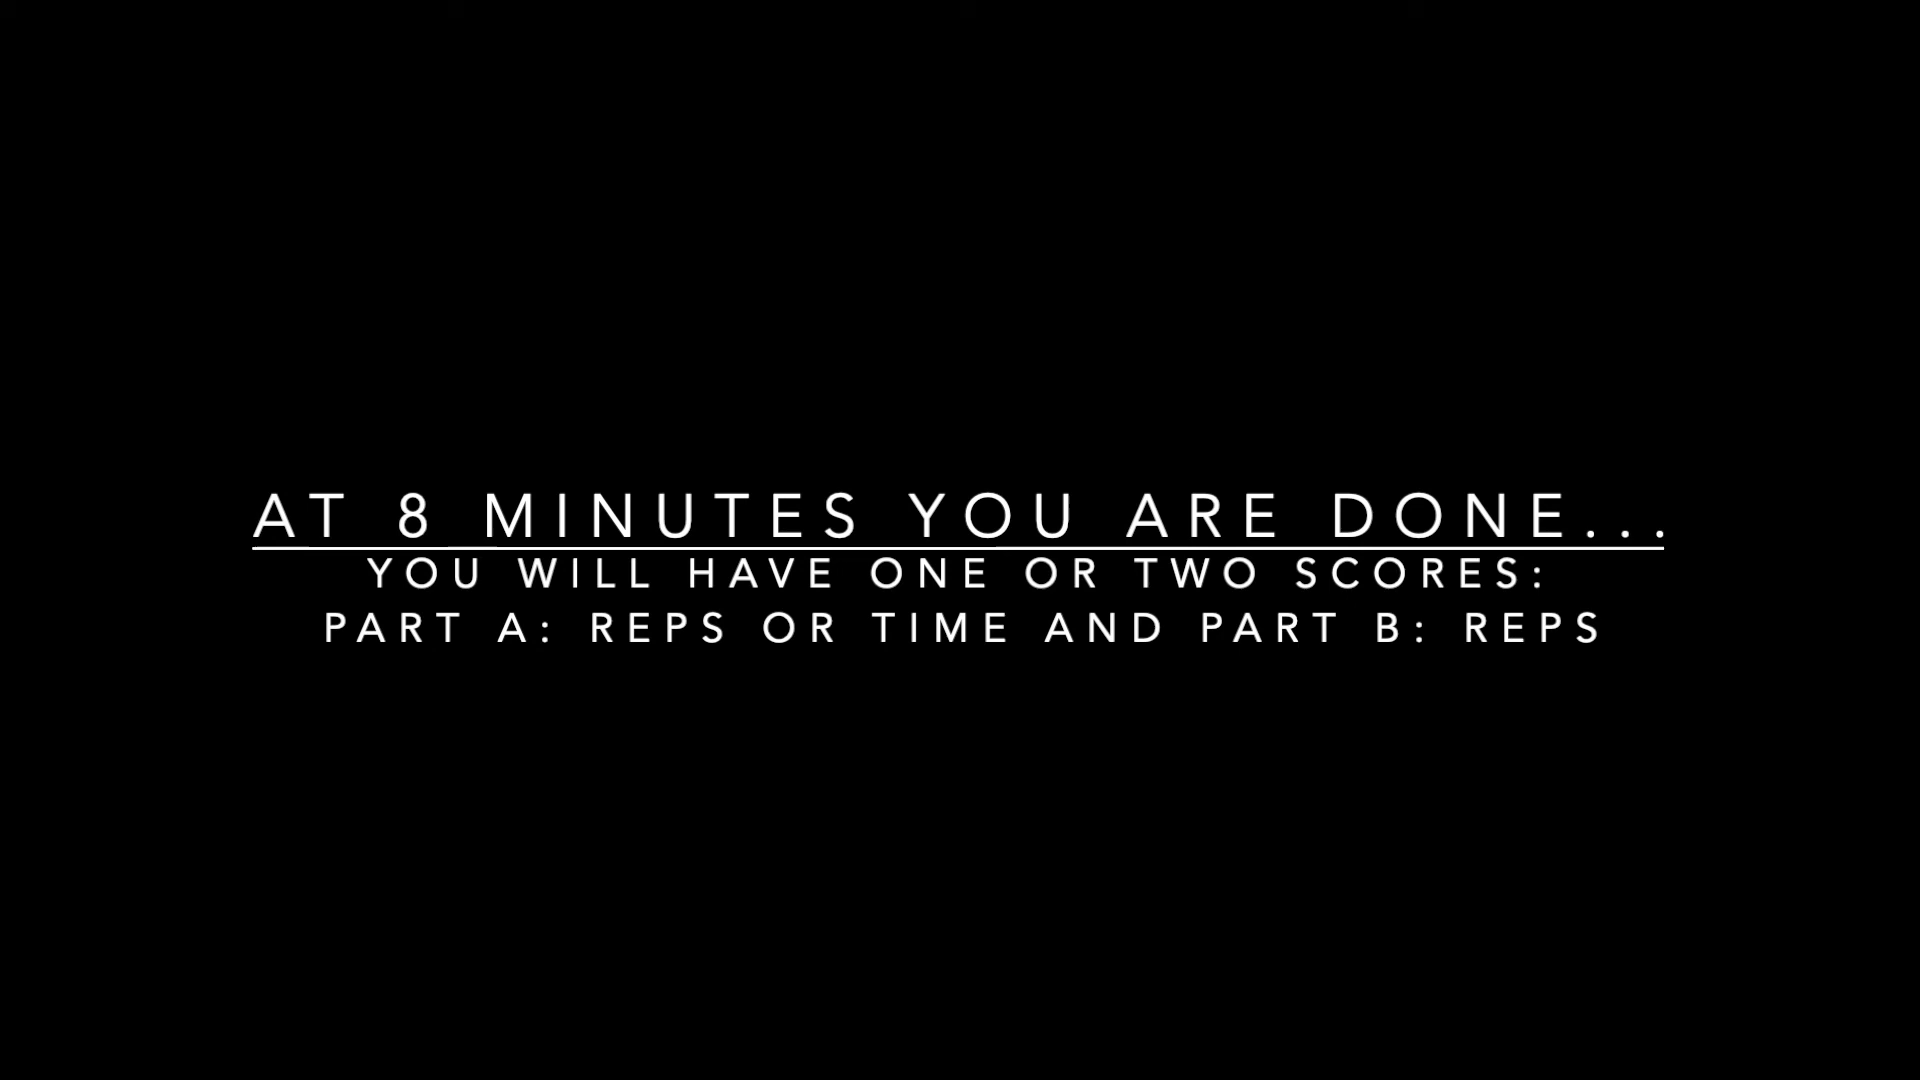 AT 8 MINUTES YOU ARE DONE...
YOU WILL HAVE ONE OR TWO SCORES:
PART A: REPS OR TIME AND PART B: REPS